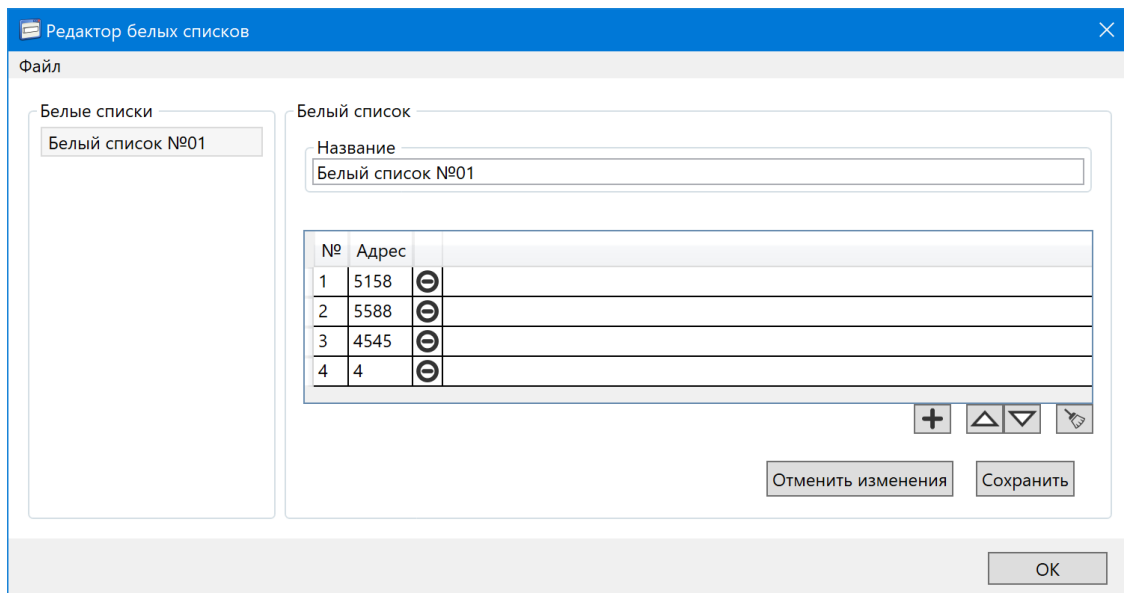 Редактор белых списков
Файл
Белые списки
Белый список №01
Белый список
Название
Белый список №01
№ Адрес
1 5158
2 5588
3 4545
4 4
Отменить изменения Сохранить
ОК